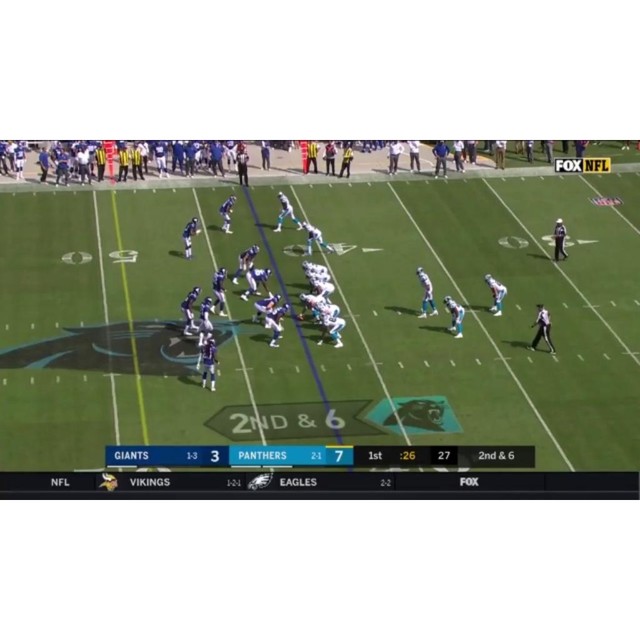 FOX NFL
50
40
2ND & 6
GIANTS 1-3 3 PANTHERS 2-1 7 1st :26 27 2nd & 6
NFL VIKINGS 1-2-1 EAGLES 2-2 FOX